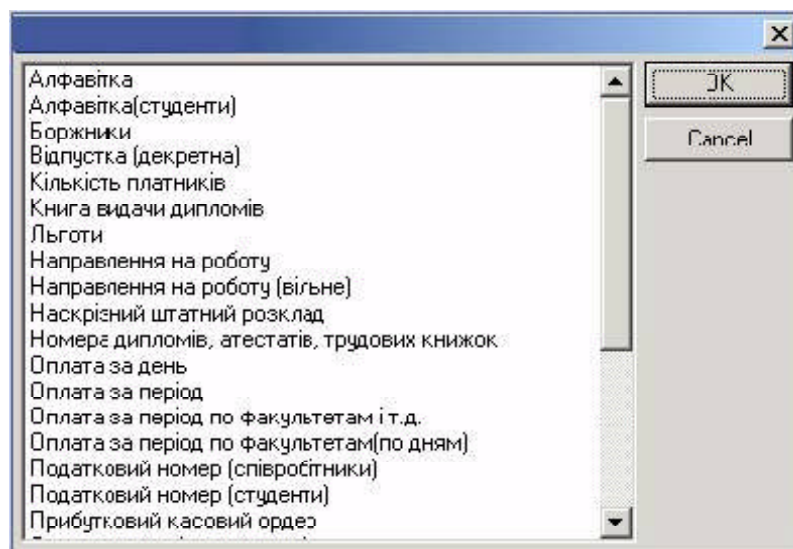 Алфавітка
Алфавітка(студенти)
Боржники
Відпустка (декретна)
Кількість платників
Книга видачи дипломів
Льготи
Направлення на роботу
Направлення на роботу (вільне)
Наскрізний штатний розклад
Номера дипломів, атестатів, трудових книжок
Оплата за день
Оплата за період
Оплата за період по факультетам і т.д.
Оплата за період по факультетам(по дням)
Податковий номер (співробітники)
Податковий номер (студенти)
Прибутковий касовий ордер
OK
Cancel